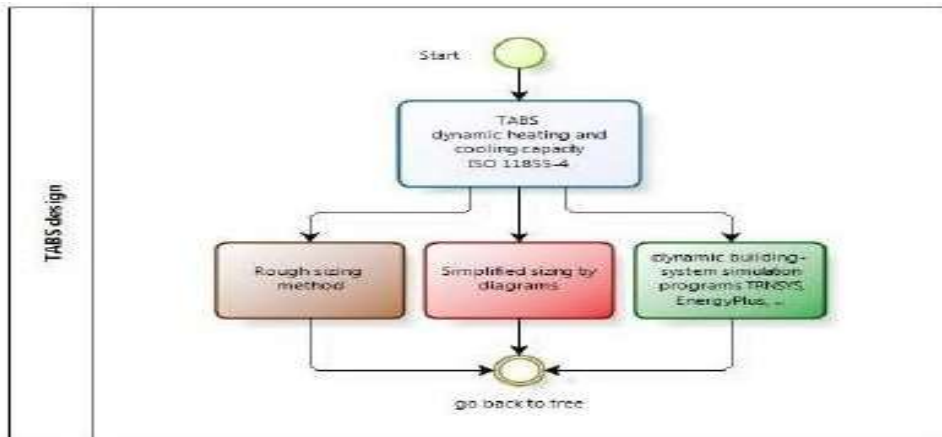 TABS design
Start
TABS
dynamic heating and
cooling capacity
ISO 11855-4
Rough sizing
method
Simplified sizing by
diagrams
dynamic building-
system simulation
programs TRNSYS,
EnergyPlus, ...
go back to tree